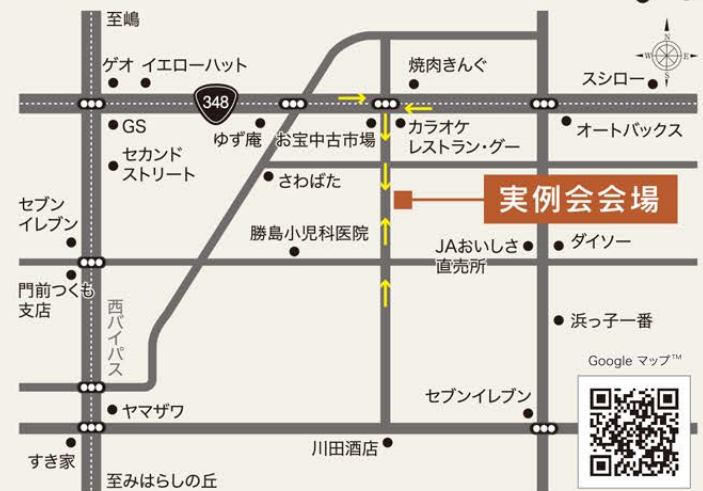 至嶋
N
W
E
S
ゲオ
イエローハット
焼肉きんぐ
スシロー
348
GS
ゆず庵
お宝中古市場
カラオケ
レストラン・グー
オートバックス
セカンド
ストリート
さわばた
実例会会場
セブン
イレブン
勝島小児科医院
JAおいしさ
直売所
ダイソー
門前つくも
支店
西バイパス
浜っ子一番
Google マップ™
ヤマザワ
セブンイレブン
すき家
川田酒店
至みはらしの丘